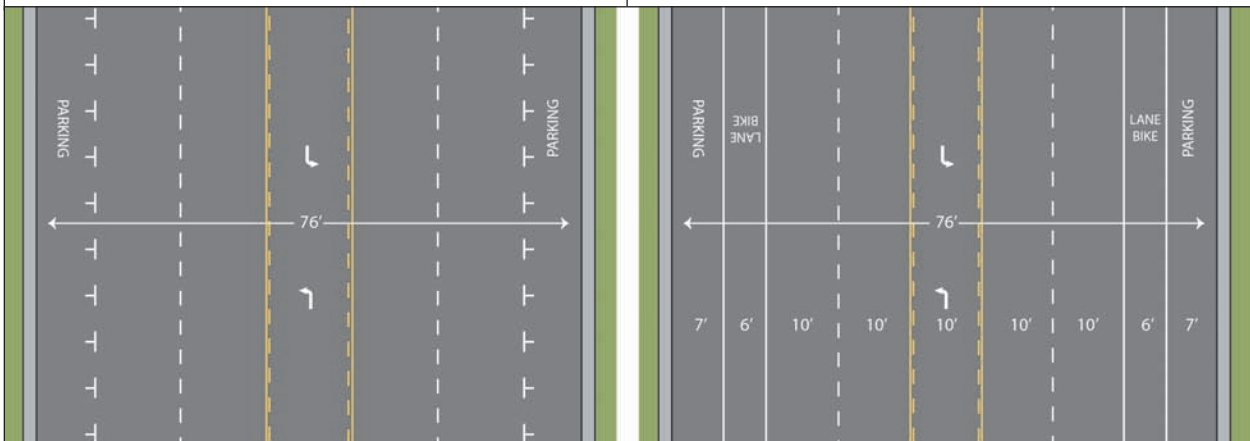 PARKING
PARKING
76'
PARKING
BIKE
LANE
LANE
BIKE
PARKING
76'
7' 6' 10' 10' 10' 10' 10' 6' 7'